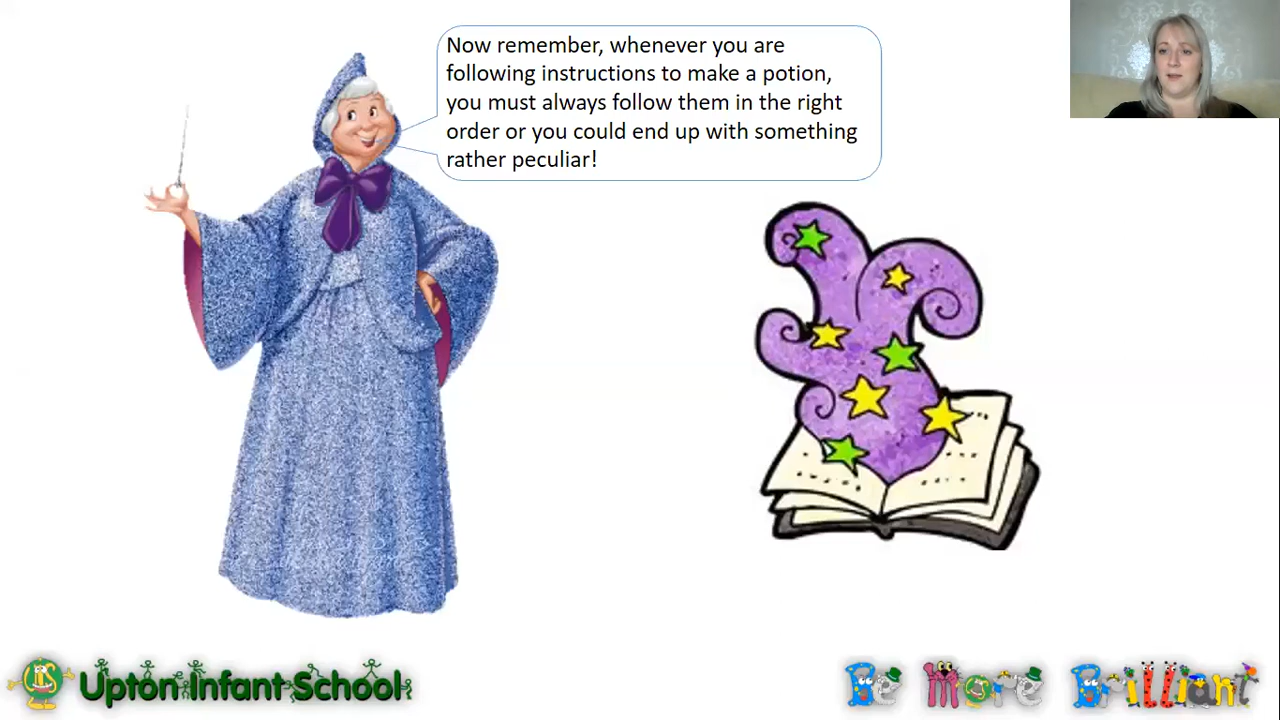 Now remember, whenever you are
following instructions to make a potion,
you must always follow them in the right
order or you could end up with something
rather peculiar!
Upton Infant School
Be More Brilliant